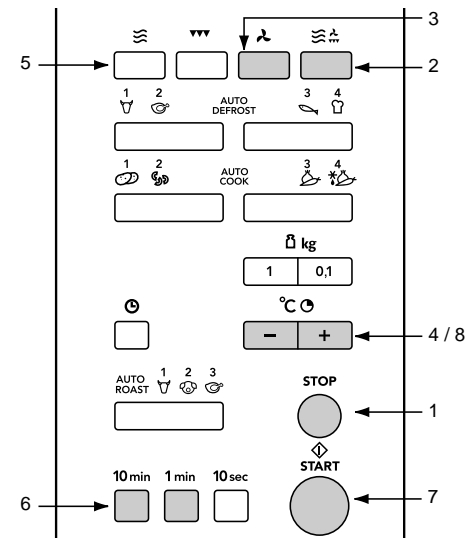 3
5
2
1 2 AUTO DEFROST 3 4
1 2 AUTO COOK 3 4
kg
1 0,1
°C
− +
4 / 8
AUTO ROAST 1 2 3
STOP
1
START
10 min 1 min 10 sec
6
7